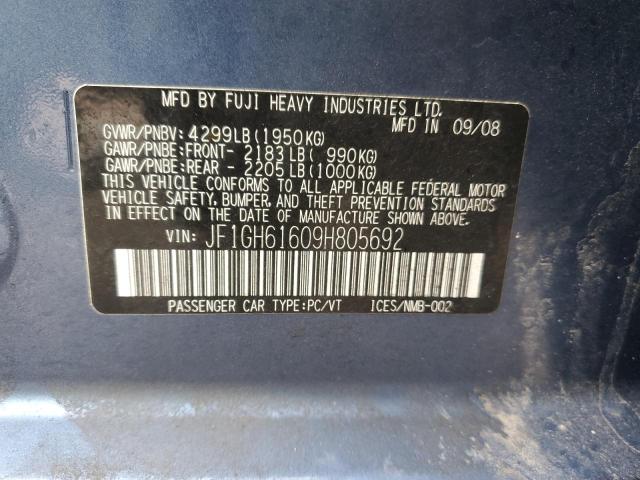 MFD BY FUJI HEAVY INDUSTRIES LTD.
MFD IN 09/08
GVWR/PNBV: 4299LB(1950KG)
GAWR/PNBE:FRONT- 2183LB( 990KG)
GAWR/PNBE:REAR - 2205LB(1000KG)
THIS VEHICLE CONFORMS TO ALL APPLICABLE FEDERAL MOTOR
VEHICLE SAFETY, BUMPER, AND THEFT PREVENTION STANDARDS
IN EFFECT ON THE DATE OF MANUFACTURE SHOWN ABOVE.
VIN: JF1GH61609H805692
PASSENGER CAR TYPE:PC/VT ICES/NMB-002